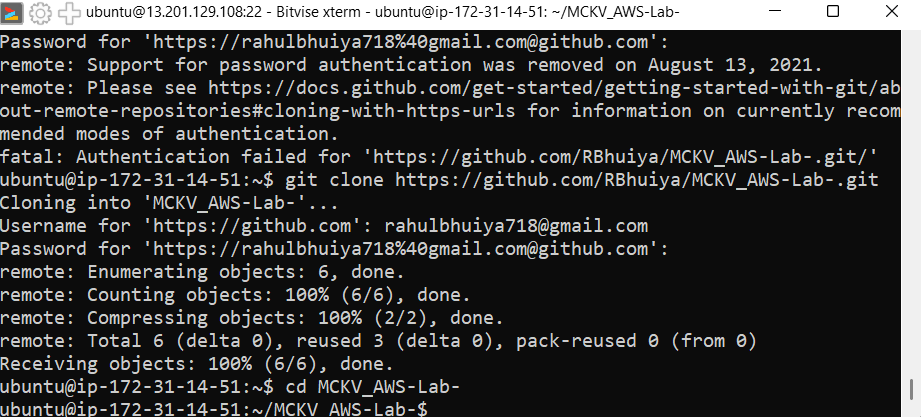 ubuntu@13.201.129.108:22 - Bitvise xterm - ubuntu@ip-172-31-14-51: ~/MCKV_AWS-Lab-
Password for 'https://rahulbhuiya718%40gmail.com@github.com':
remote: Support for password authentication was removed on August 13, 2021.
remote: Please see https://docs.github.com/get-started/getting-started-with-git/ab
out-remote-repositories#cloning-with-https-urls for information on currently recom
mended modes of authentication.
fatal: Authentication failed for 'https://github.com/RBhuiya/MCKV_AWS-Lab-.git/'
ubuntu@ip-172-31-14-51:~$ git clone https://github.com/RBhuiya/MCKV_AWS-Lab-.git
Cloning into 'MCKV_AWS-Lab-'...
Username for 'https://github.com': rahulbhuiya718@gmail.com
Password for 'https://rahulbhuiya718%40gmail.com@github.com':
remote: Enumerating objects: 6, done.
remote: Counting objects: 100% (6/6), done.
remote: Compressing objects: 100% (2/2), done.
remote: Total 6 (delta 0), reused 3 (delta 0), pack-reused 0 (from 0)
Receiving objects: 100% (6/6), done.
ubuntu@ip-172-31-14-51:~$ cd MCKV_AWS-Lab-
ubuntu@ip-172-31-14-51:~/MCKV_AWS-Lab-$